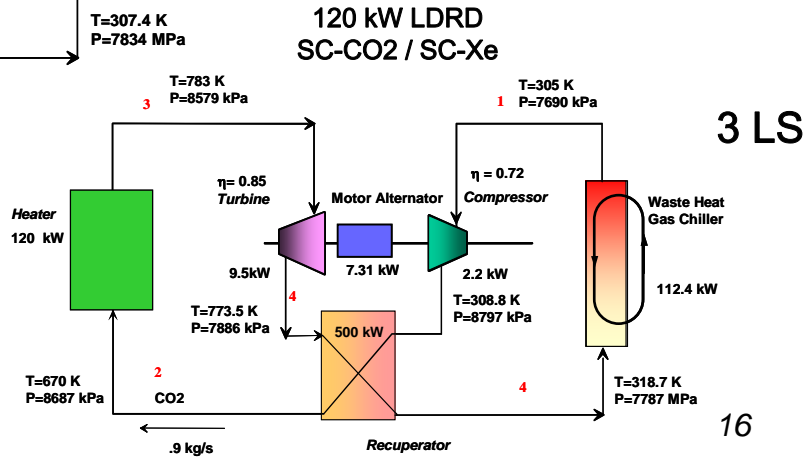 T=307.4 K
P=7834 MPa
120 kW LDRD
SC-CO2 / SC-Xe
T=783 K
P=8579 kPa
3
T=305 K
P=7690 kPa
1
3 LS
η= 0.85
Turbine
Motor Alternator
η = 0.72
Compressor
Heater
120 kW
Waste Heat
Gas Chiller
9.5kW
7.31 kW
2.2 kW
112.4 kW
4
T=773.5 K
P=7886 kPa
500 kW
T=308.8 K
P=8797 kPa
T=670 K
P=8687 kPa
2
CO2
4
T=318.7 K
P=7787 MPa
.9 kg/s
Recuperator
16